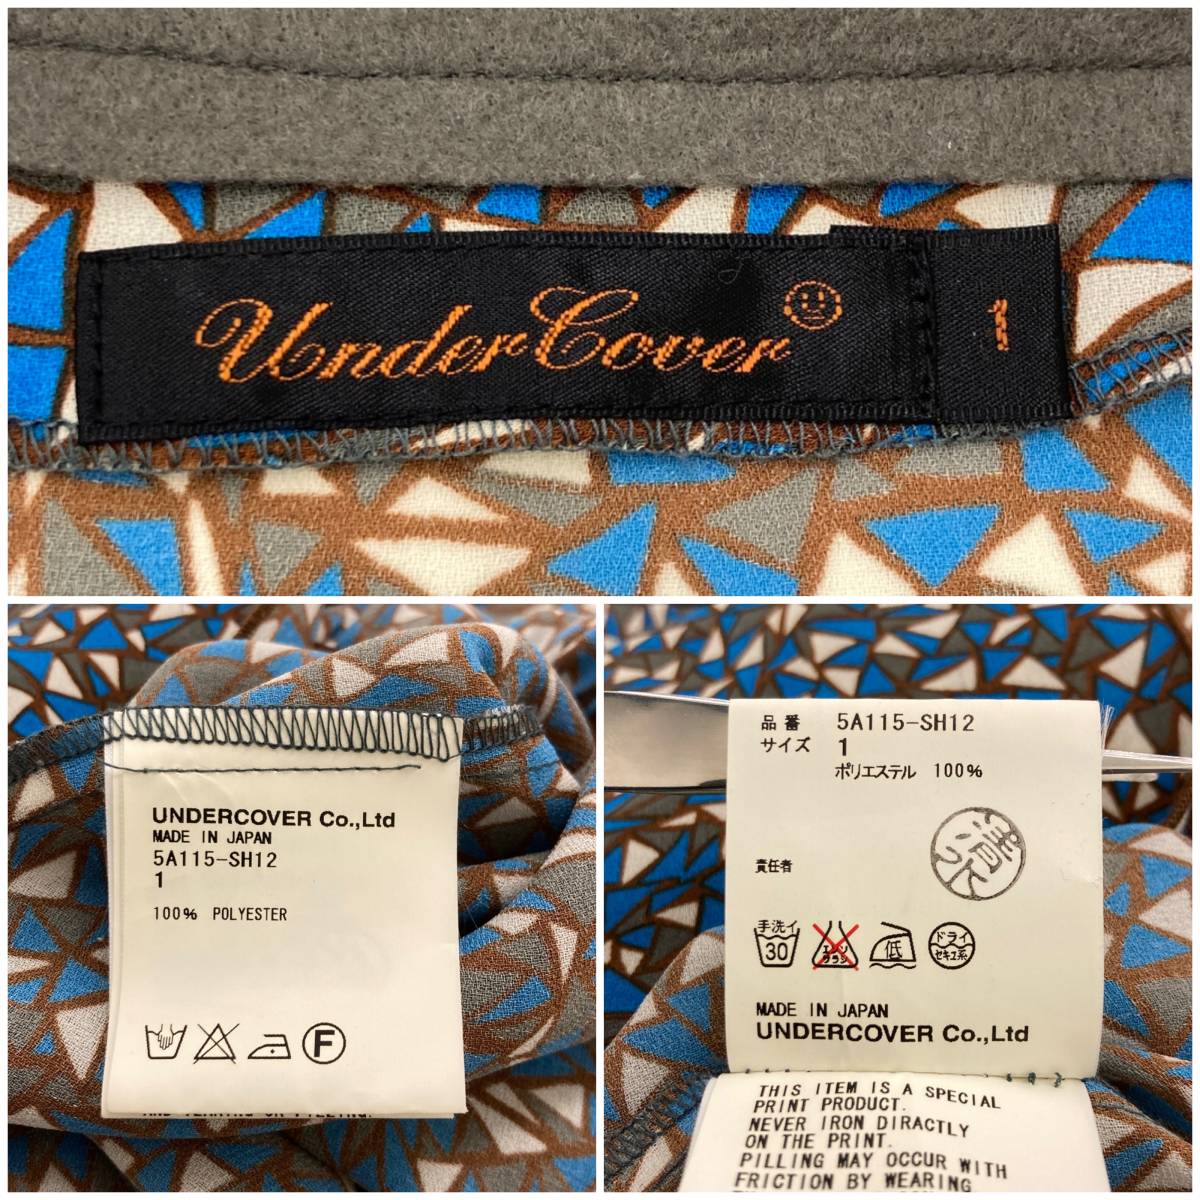 UnderCover
1
UNDERCOVER Co.,Ltd
MADE IN JAPAN
5A115-SH12
1
100% POLYESTER
F
品番 5A115-SH12
サイズ 1
ポリエステル 100%
責任者
手洗イ
30
エンソ
低
ドライ
セキユ系
MADE IN JAPAN
UNDERCOVER Co.,Ltd
THIS ITEM IS A SPECIAL
PRINT PRODUCT.
NEVER IRON DIRACTLY
ON THE PRINT.
PILLING MAY OCCUR WITH
FRICTION BY WEARING